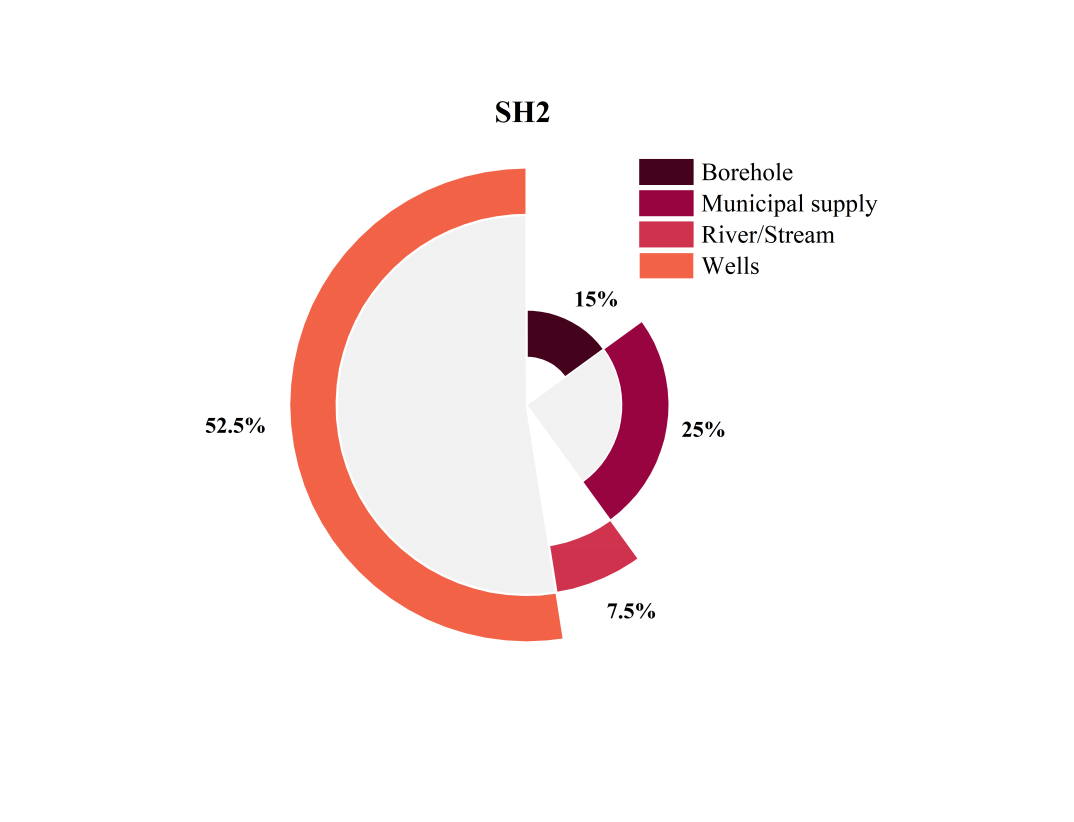 SH2
Borehole
Municipal supply
River/Stream
Wells
15%
25%
52.5%
7.5%